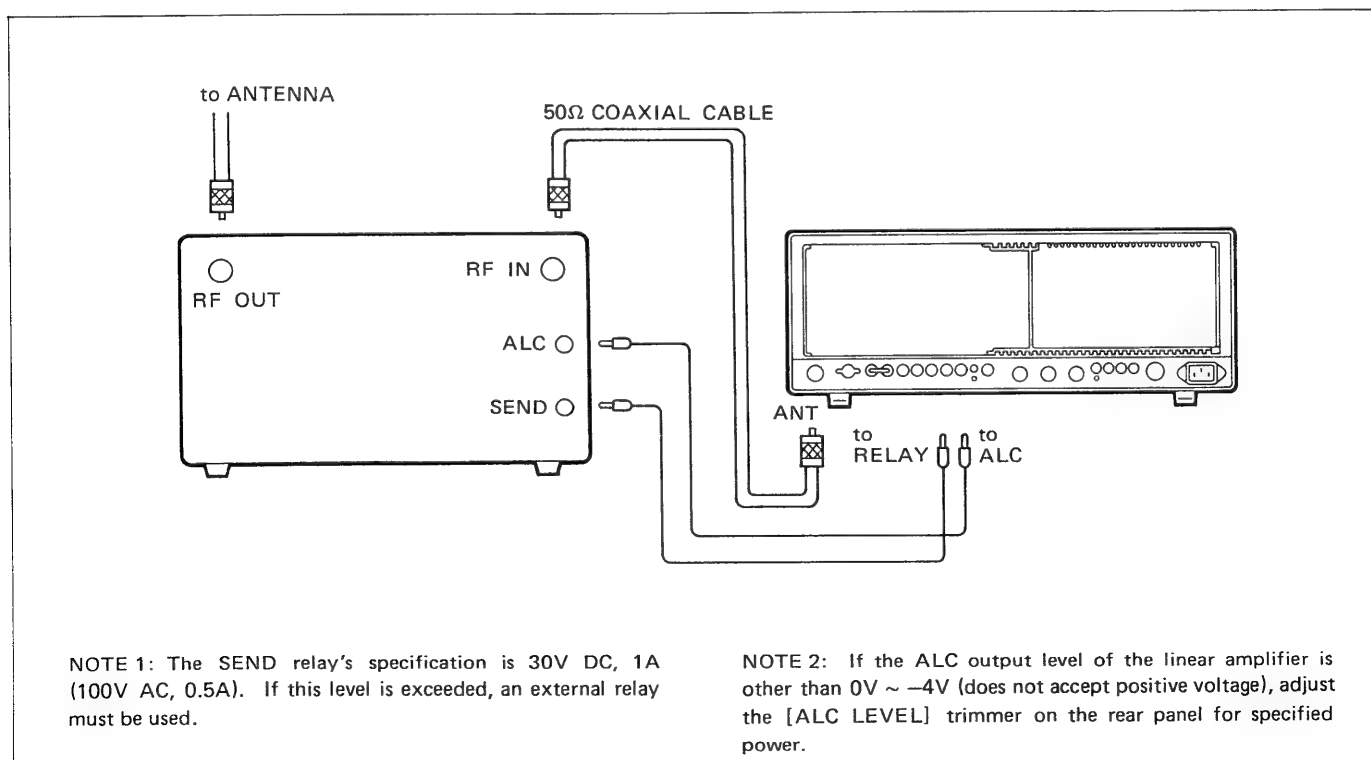 to ANTENNA
50Ω COAXIAL CABLE
RF OUT
RF IN
ALC
SEND
ANT
to
RELAY
to
ALC
NOTE 1: The SEND relay's specification is 30V DC, 1A
(100V AC, 0.5A). If this level is exceeded, an external relay
must be used.
NOTE 2: If the ALC output level of the linear amplifier is
other than 0V ~ −4V (does not accept positive voltage), adjust
the [ALC LEVEL] trimmer on the rear panel for specified
power.